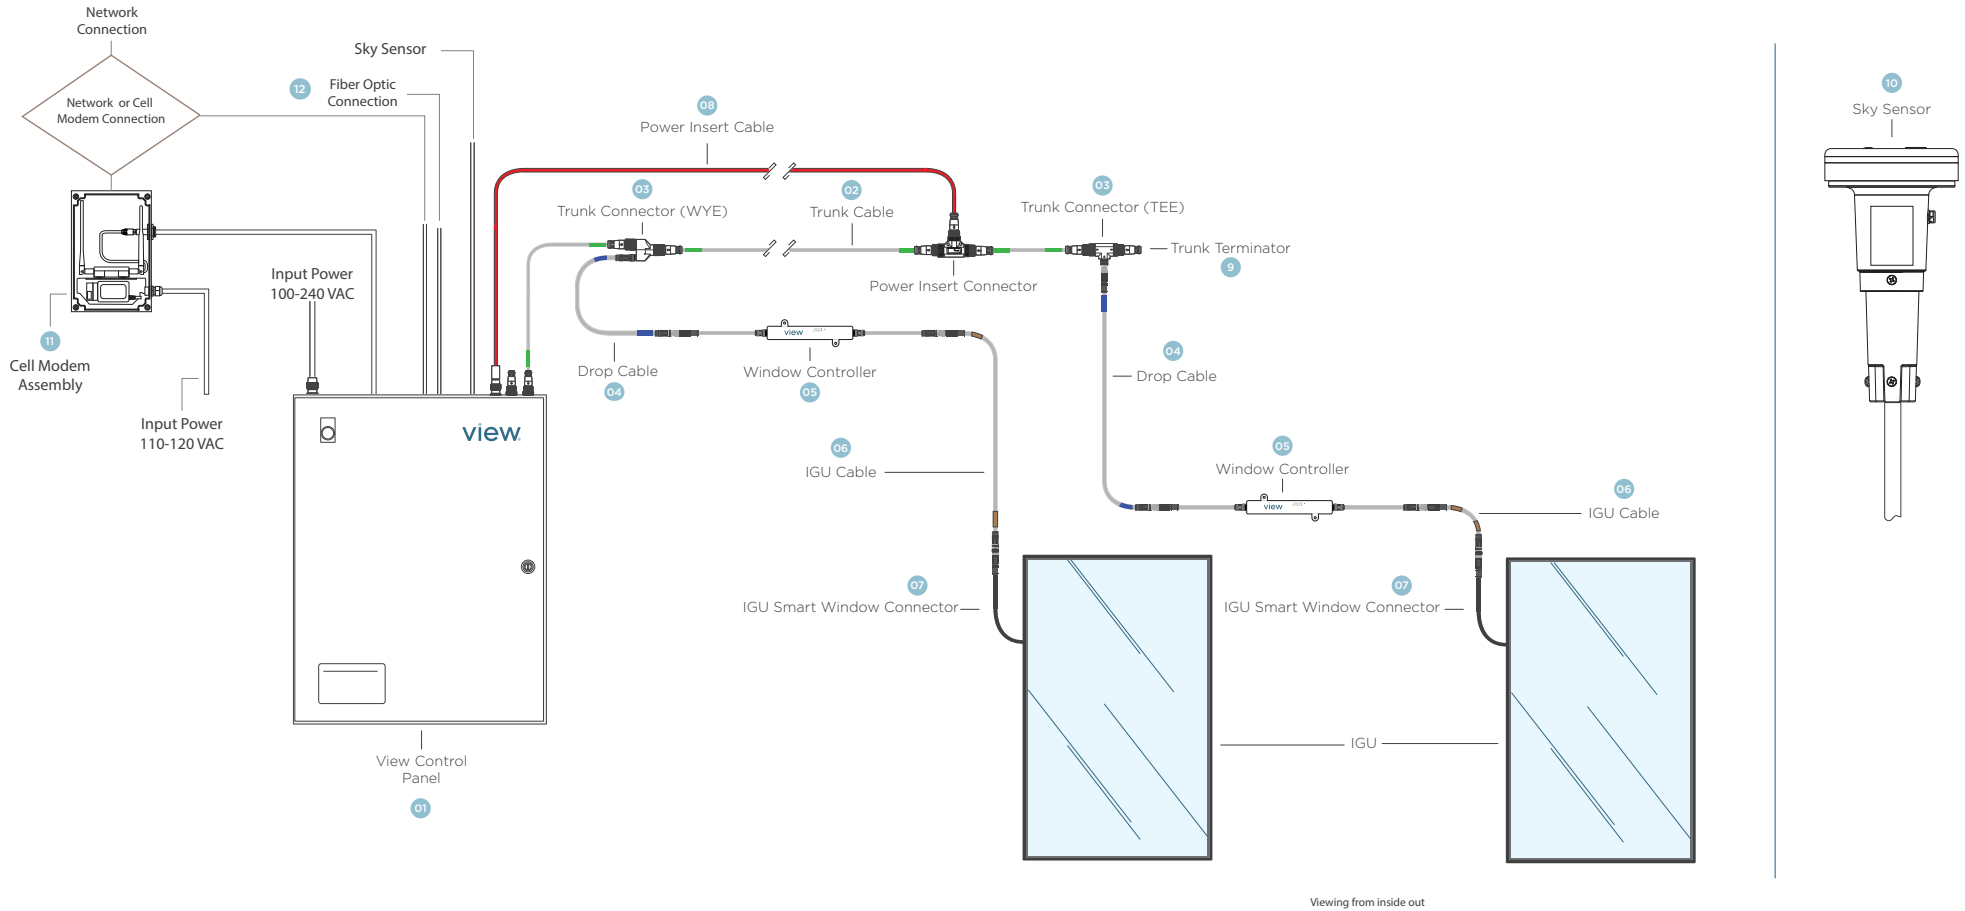 Network
Connection
Network or Cell
Modem Connection
12
Fiber Optic
Connection
Sky Sensor
11
Cell Modem
Assembly
Input Power
110-120 VAC
Input Power
100-240 VAC
view
View Control
Panel
01
08
Power Insert Cable
03
Trunk Connector (WYE)
02
Trunk Cable
Power Insert Connector
03
Trunk Connector (TEE)
Trunk Terminator
9
Drop Cable
04
view
Window Controller
05
04
Drop Cable
06
IGU Cable
05
Window Controller
view
06
IGU Cable
07
IGU Smart Window Connector
07
IGU Smart Window Connector
IGU
10
Sky Sensor
Viewing from inside out